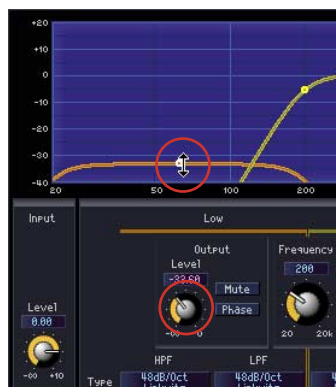 +20
+10
0
-10
-20
-30
-40
20 50 100 200
Input Low
Output Frequency
Level
-33.60 200
Mute
Phase
Level
0.00
-∞ 0 20 20k
-∞ +10
HPF LPF
Type 48dB/Oct 48dB/Oct